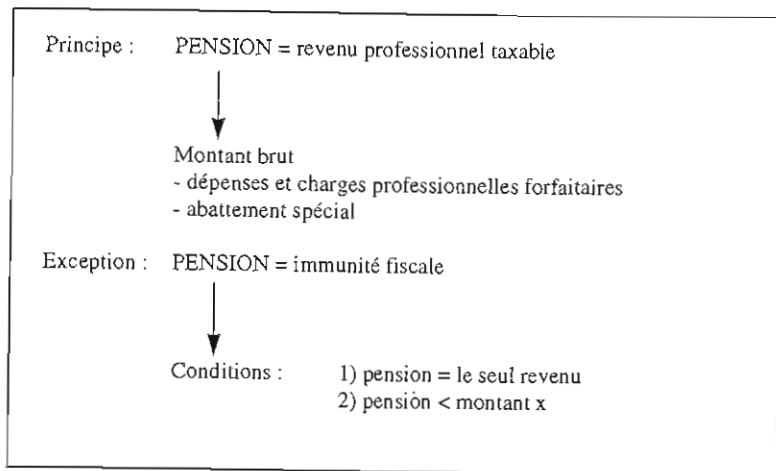 Principe : PENSION = revenu professionnel taxable
Montant brut
- dépenses et charges professionnelles forfaitaires
- abattement spécial
Exception : PENSION = immunité fiscale
Conditions : 1) pension = le seul revenu
2) pension < montant x